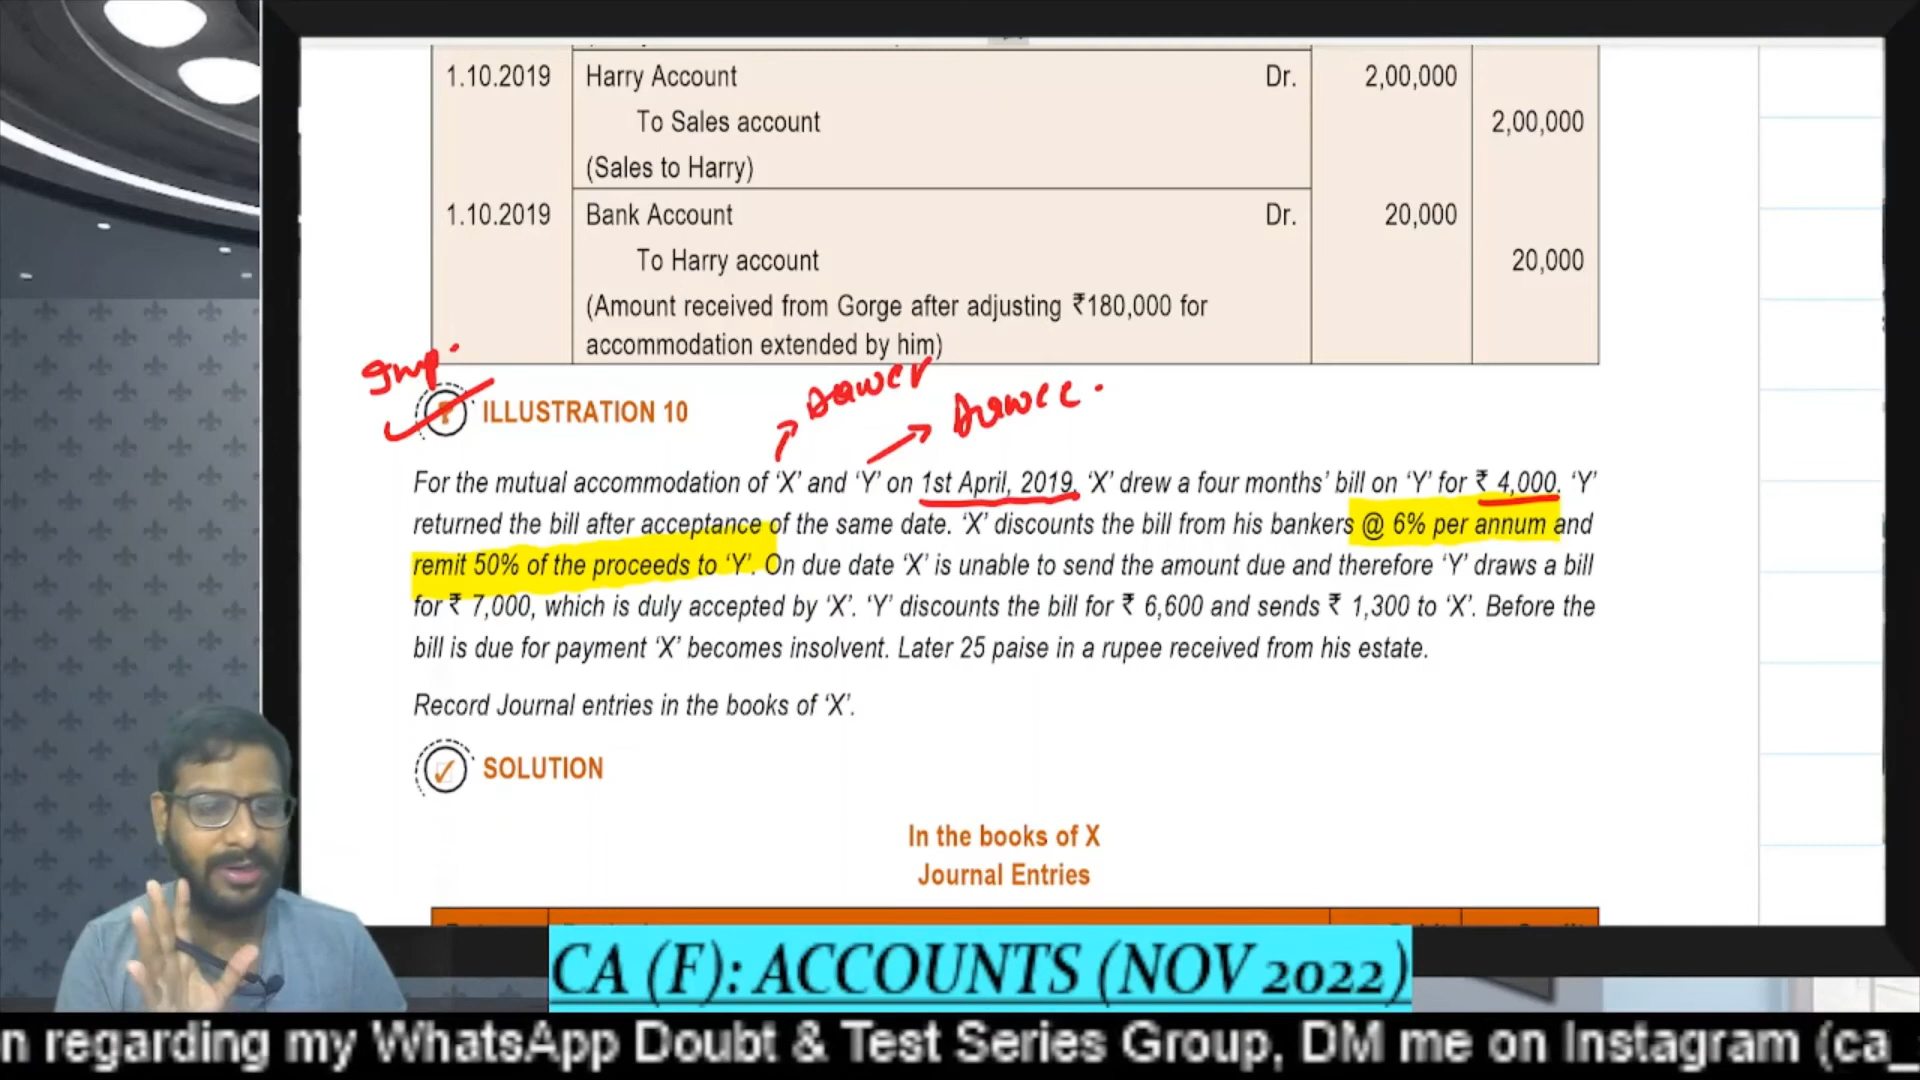 1.10.2019 Harry Account Dr. 2,00,000
To Sales account 2,00,000
(Sales to Harry)
1.10.2019 Bank Account Dr. 20,000
To Harry account 20,000
(Amount received from Gorge after adjusting ₹180,000 for
accommodation extended by him)
Imp.
Drawer
Drawee.
ILLUSTRATION 10
For the mutual accommodation of ‘X’ and ‘Y’ on 1st April, 2019, ‘X’ drew a four months’ bill on ‘Y’ for ₹ 4,000. ‘Y’
returned the bill after acceptance of the same date. ‘X’ discounts the bill from his bankers @ 6% per annum and
remit 50% of the proceeds to ‘Y’. On due date ‘X’ is unable to send the amount due and therefore ‘Y’ draws a bill
for ₹ 7,000, which is duly accepted by ‘X’. ‘Y’ discounts the bill for ₹ 6,600 and sends ₹ 1,300 to ‘X’. Before the
bill is due for payment ‘X’ becomes insolvent. Later 25 paise in a rupee received from his estate.
Record Journal entries in the books of ‘X’.
SOLUTION
In the books of X
Journal Entries
CA (F): ACCOUNTS (NOV 2022)
n regarding my WhatsApp Doubt & Test Series Group, DM me on Instagram (ca_